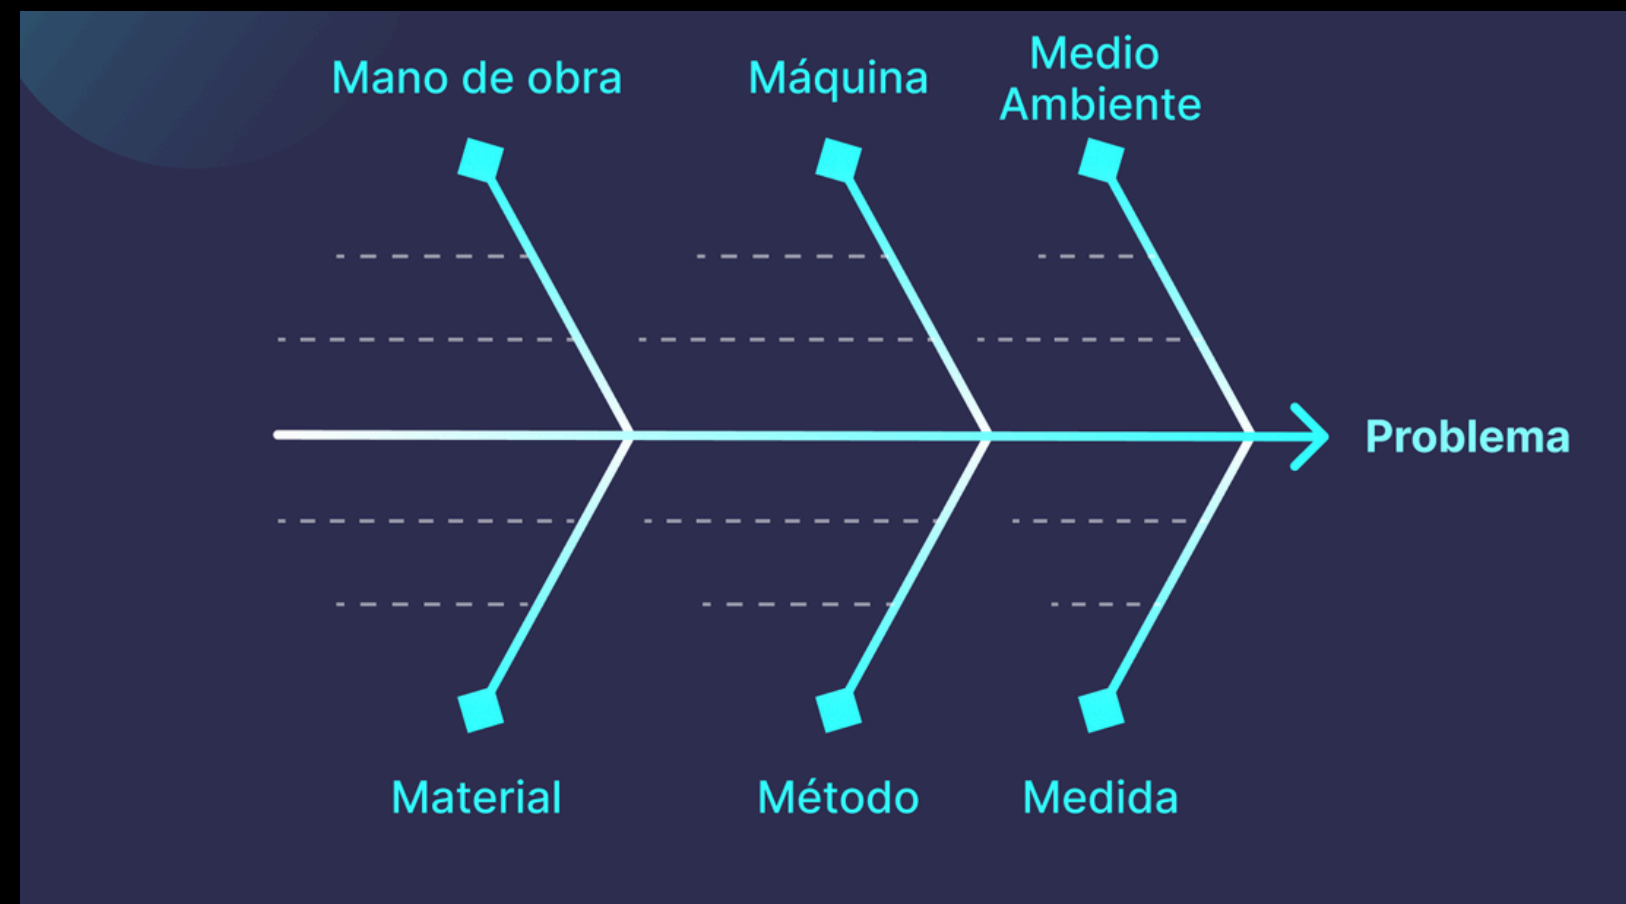 Mano de obra
Máquina
Medio
Ambiente
Problema
Material
Método
Medida